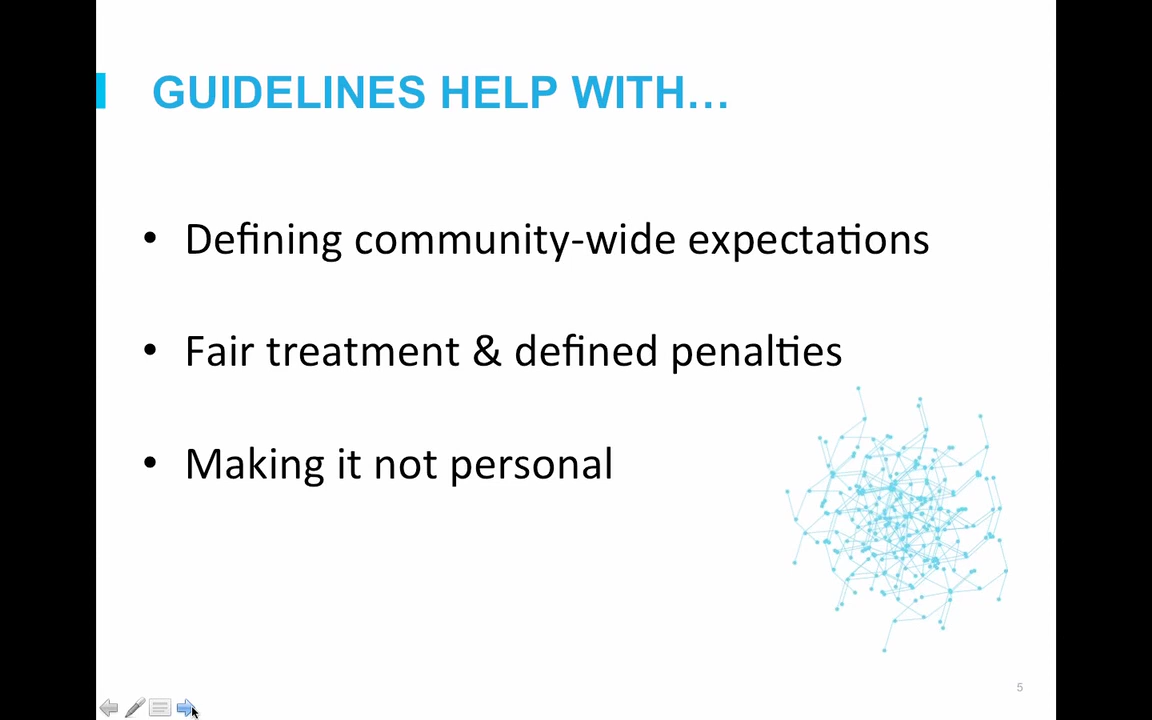 GUIDELINES HELP WITH…
• Defining community-wide expectations
• Fair treatment & defined penalties
• Making it not personal
5